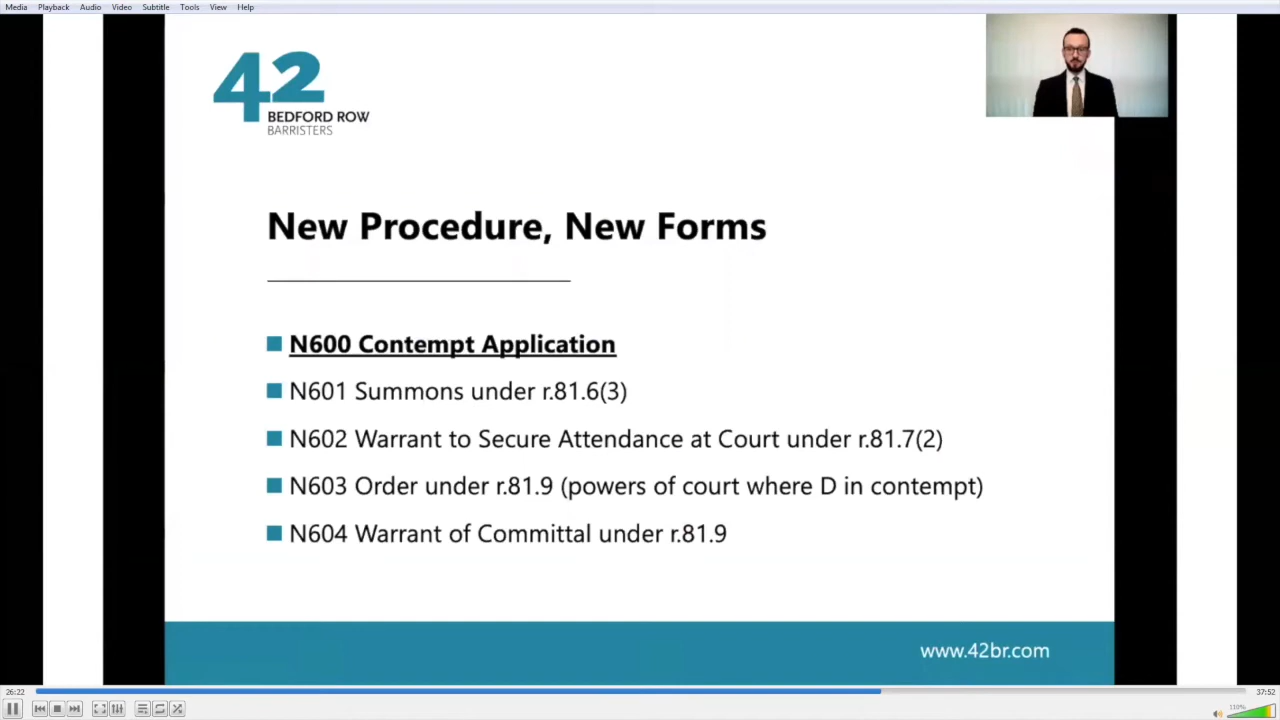 Media Playback Audio Video Subtitle Tools View Help
42
BEDFORD ROW
BARRISTERS
New Procedure, New Forms
N600 Contempt Application
N601 Summons under r.81.6(3)
N602 Warrant to Secure Attendance at Court under r.81.7(2)
N603 Order under r.81.9 (powers of court where D in contempt)
N604 Warrant of Committal under r.81.9
www.42br.com
26:22
37:52
110%